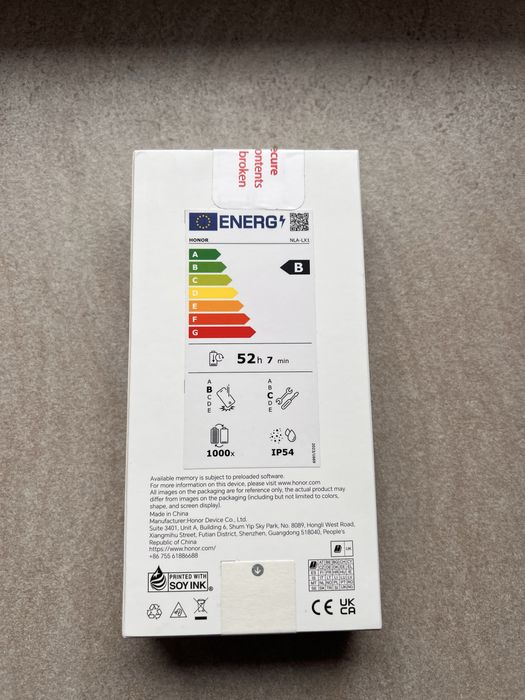 ecure
ontents
broken
ENERG
HONOR NLA-LX1
A
B
C
D
E
F
G
B
52h 7 min
A
B
C
D
E
A
B
C
D
E
1000x
IP54
2023/1669
Available memory is subject to preloaded software.
For more information on this device, please visit www.honor.com
All images on the packaging are for reference only, the actual product may
differ from images on the packaging (including but not limited to colors,
shape, and screen display).
Made in China
Manufacturer:Honor Device Co., Ltd.
Suite 3401, Unit A, Building 6, Shum Yip Sky Park, No. 8089, Hongli West Road,
Xiangmihu Street, Futian District, Shenzhen, Guangdong 518040, People's
Republic of China
https://www.honor.com/
+86 755 61886688
PRINTED WITH
SOY INK
CE UK
CA
UK